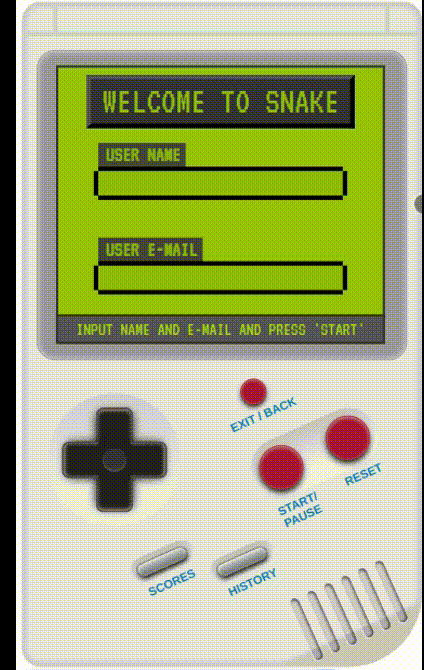 WELCOME TO SNAKE
USER NAME
USER E-MAIL
INPUT NAME AND E-MAIL AND PRESS 'START'
EXIT / BACK
START/
PAUSE
RESET
SCORES
HISTORY